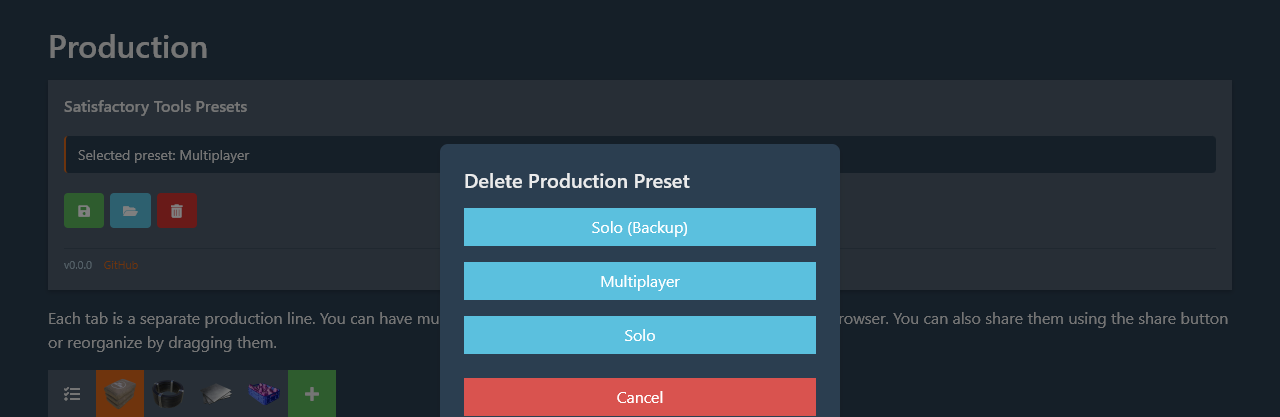 Production
Satisfactory Tools Presets
Selected preset: Multiplayer
Delete Production Preset
Solo (Backup)
Multiplayer
Solo
Cancel
v0.0.0 GitHub
Each tab is a separate production line. You can have mu rowser. You can also share them using the share button
or reorganize by dragging them.